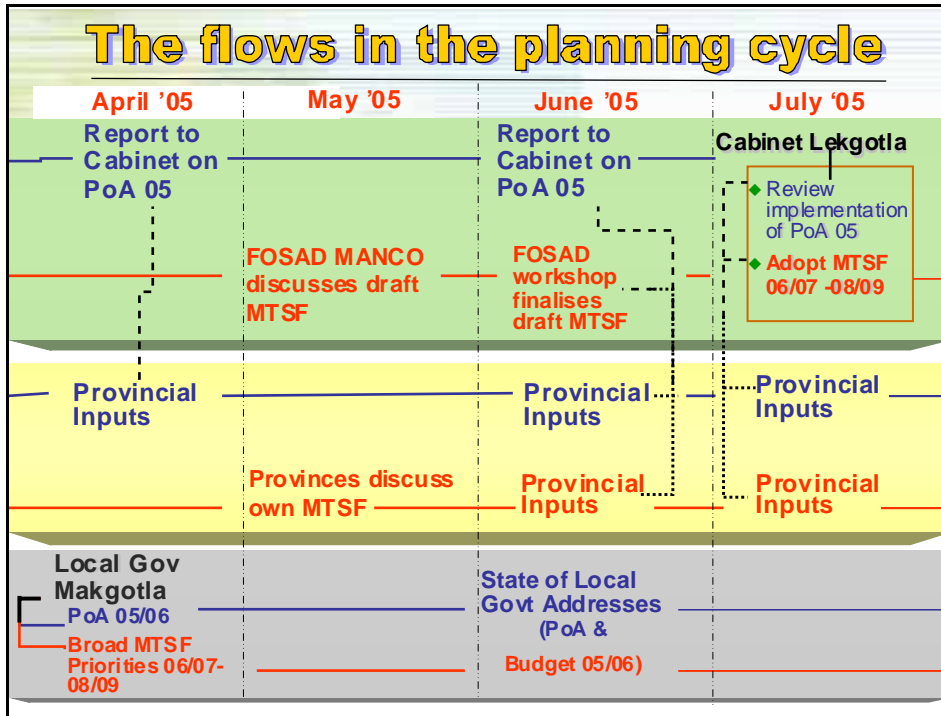 The flows in the planning cycle
April ’05
May ’05
June ’05
July ‘05
Report to
Cabinet on
PoA 05
Report to
Cabinet on
PoA 05
Cabinet Lekgotla
Review
implementation
of PoA 05
Adopt MTSF
06/07 -08/09
FOSAD MANCO
discusses draft
MTSF
FOSAD
workshop
finalises
draft MTSF
Provincial
Inputs
Provincial
Inputs
Provincial
Inputs
Provinces discuss
own MTSF
Provincial
Inputs
Provincial
Inputs
Local Gov
Makgotla
PoA 05/06
Broad MTSF
Priorities 06/07-
08/09
State of Local
Govt Addresses
(PoA &
Budget 05/06)